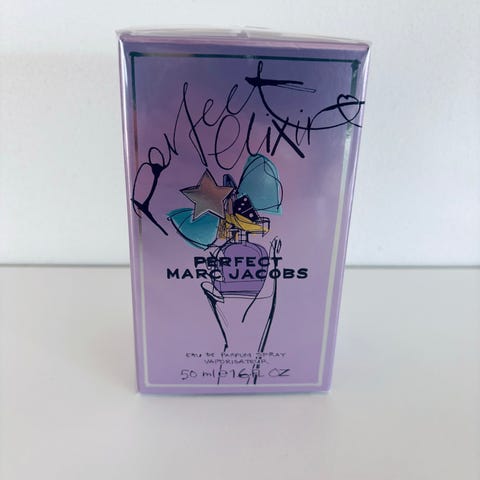 perfect
elixir
PERFECT
MARC JACOBS
EAU DE PARFUM SPRAY
VAPORISATEUR
50 ml e 1.6 FL OZ